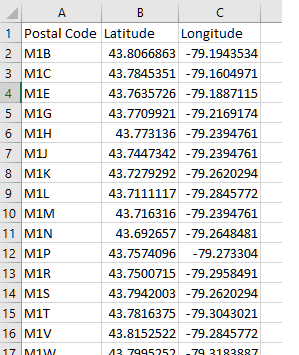 A B C
1 Postal Code Latitude Longitude
2 M1B 43.8066863 -79.1943534
3 M1C 43.7845351 -79.1604971
4 M1E 43.7635726 -79.1887115
5 M1G 43.7709921 -79.2169174
6 M1H 43.773136 -79.2394761
7 M1J 43.7447342 -79.2394761
8 M1K 43.7279292 -79.2620294
9 M1L 43.7111117 -79.2845772
10 M1M 43.716316 -79.2394761
11 M1N 43.692657 -79.2648481
12 M1P 43.7574096 -79.273304
13 M1R 43.7500715 -79.2958491
14 M1S 43.7942003 -79.2620294
15 M1T 43.7816375 -79.3043021
16 M1V 43.8152522 -79.2845772
17 M1W 43.7995252 -79.3183887